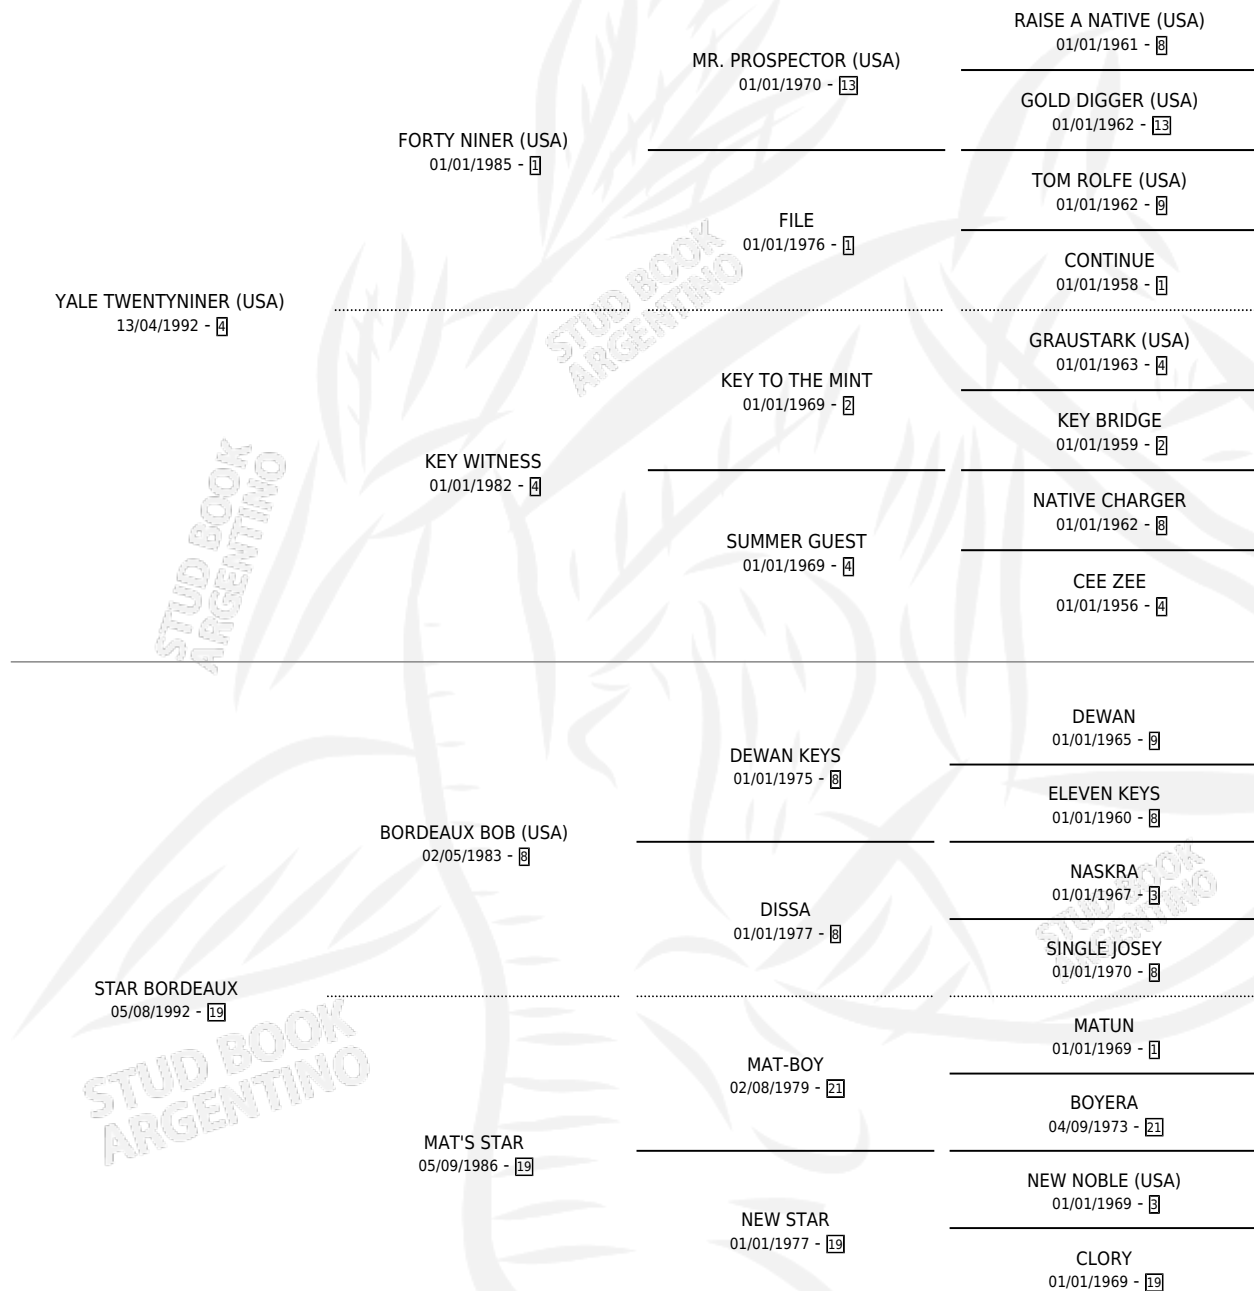 RAISE A NATIVE (USA)
01/01/1961 - 8
MR. PROSPECTOR (USA)
01/01/1970 - 13
GOLD DIGGER (USA)
01/01/1962 - 13
FORTY NINER (USA)
01/01/1985 - 1
TOM ROLFE (USA)
01/01/1962 - 9
FILE
01/01/1976 - 1
CONTINUE
01/01/1958 - 1
YALE TWENTYNINER (USA)
13/04/1992 - 4
GRAUSTARK (USA)
01/01/1963 - 4
KEY TO THE MINT
01/01/1969 - 2
KEY BRIDGE
01/01/1959 - 2
KEY WITNESS
01/01/1982 - 4
NATIVE CHARGER
01/01/1962 - 8
SUMMER GUEST
01/01/1969 - 4
CEE ZEE
01/01/1956 - 4
DEWAN
01/01/1965 - 9
DEWAN KEYS
01/01/1975 - 8
ELEVEN KEYS
01/01/1960 - 8
BORDEAUX BOB (USA)
02/05/1983 - 8
NASKRA
01/01/1967 - 3
DISSA
01/01/1977 - 8
SINGLE JOSEY
01/01/1970 - 8
STAR BORDEAUX
05/08/1992 - 19
MATUN
01/01/1969 - 1
MAT-BOY
02/08/1979 - 21
BOYERA
04/09/1973 - 21
MAT'S STAR
05/09/1986 - 19
NEW NOBLE (USA)
01/01/1969 - 3
NEW STAR
01/01/1977 - 19
CLORY
01/01/1969 - 19
STUD BOOK
ARGENTINO
STUD BOOK
ARGENTINO
STUD BOOK
ARGENTINO
STUD BOOK
ARGENTINO